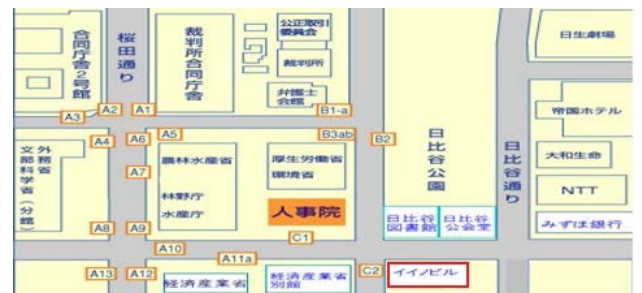 合同庁舎2号館
桜田通り
裁判所合同庁舎
公正取引
委員会
裁判所
弁護士
会館
日生劇場
帝国ホテル
A3
A2
A1
B1-a
A4
A6
A5
B3ab
B2
外務省
文部科学省(分館)
A7
農林水産省
林野庁
水産庁
厚生労働省
環境省
人事院
日比谷公園
日比谷通り
大和生命
NTT
みずほ銀行
日比谷
図書館
日比谷
公会堂
A8
A9
C1
A10
A11a
A13
A12
経済産業省
経済産業省
別館
C2
イイノビル